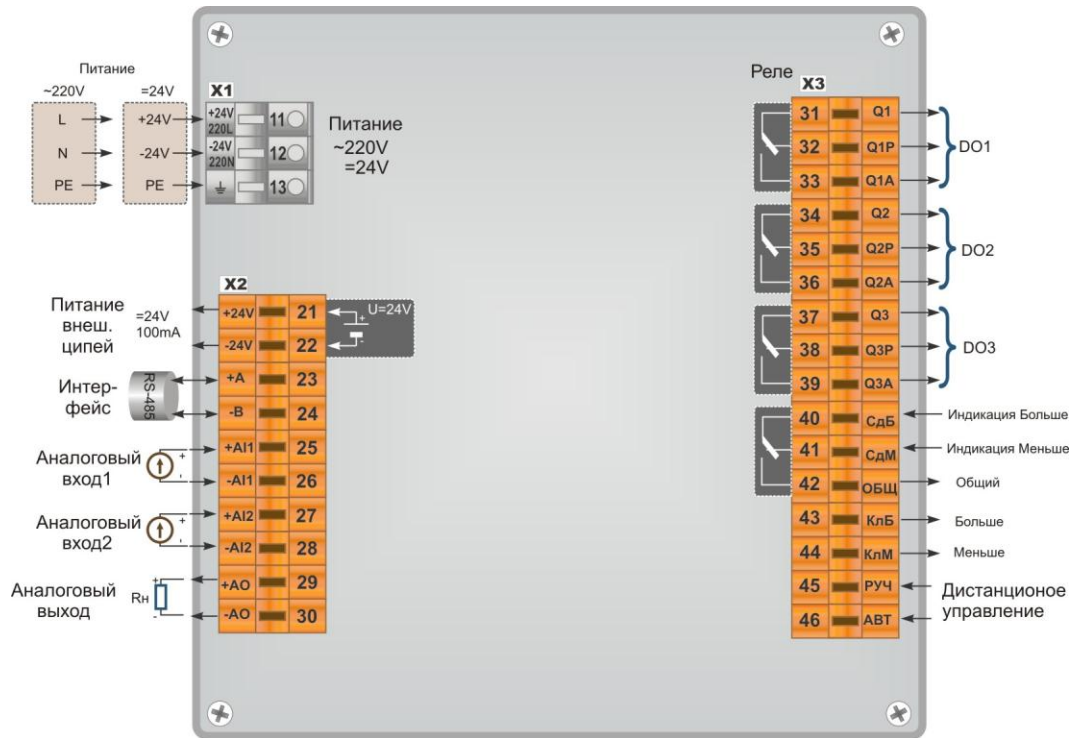 Питание
~220V
=24V
L
+24V
N
-24V
PE
PE
X1
+24V
220L
11
-24V
220N
12
13
Питание
~220V
=24V
X2
Питание
внеш.
ципей
=24V
100mA
+24V
21
-24V
22
U=24V
+
-
Интер-
фейс
RS-485
+A
23
-B
24
Аналоговый
вход1
+
-
+AI1
25
-AI1
26
Аналоговый
вход2
+
-
+AI2
27
-AI2
28
Аналоговый
выход
Rн
+
-
+AO
29
-AO
30
Реле
X3
31 Q1
32 Q1P
33 Q1A
DO1
34 Q2
35 Q2P
36 Q2A
DO2
37 Q3
38 Q3P
39 Q3A
DO3
40 СдБ
Индикация Больше
41 СдМ
Индикация Меньше
42 ОБЩ
Общий
43 КлБ
Больше
44 КлМ
Меньше
45 РУЧ
46 АВТ
Дистанционое
управление